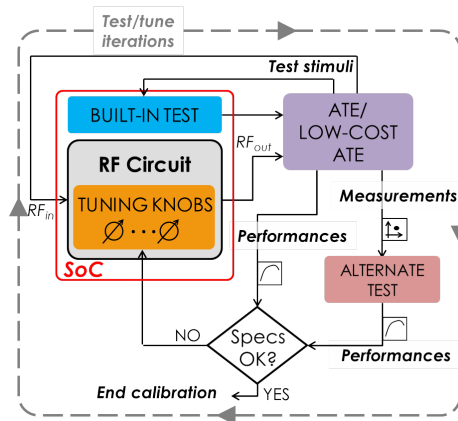 Test/tune
iterations
Test stimuli
BUILT-IN TEST
ATE/
LOW-COST
ATE
RF Circuit
RFout
TUNING KNOBS
RFin
Measurements
SoC
Performances
ALTERNATE
TEST
NO
Specs
OK?
Performances
End calibration
YES